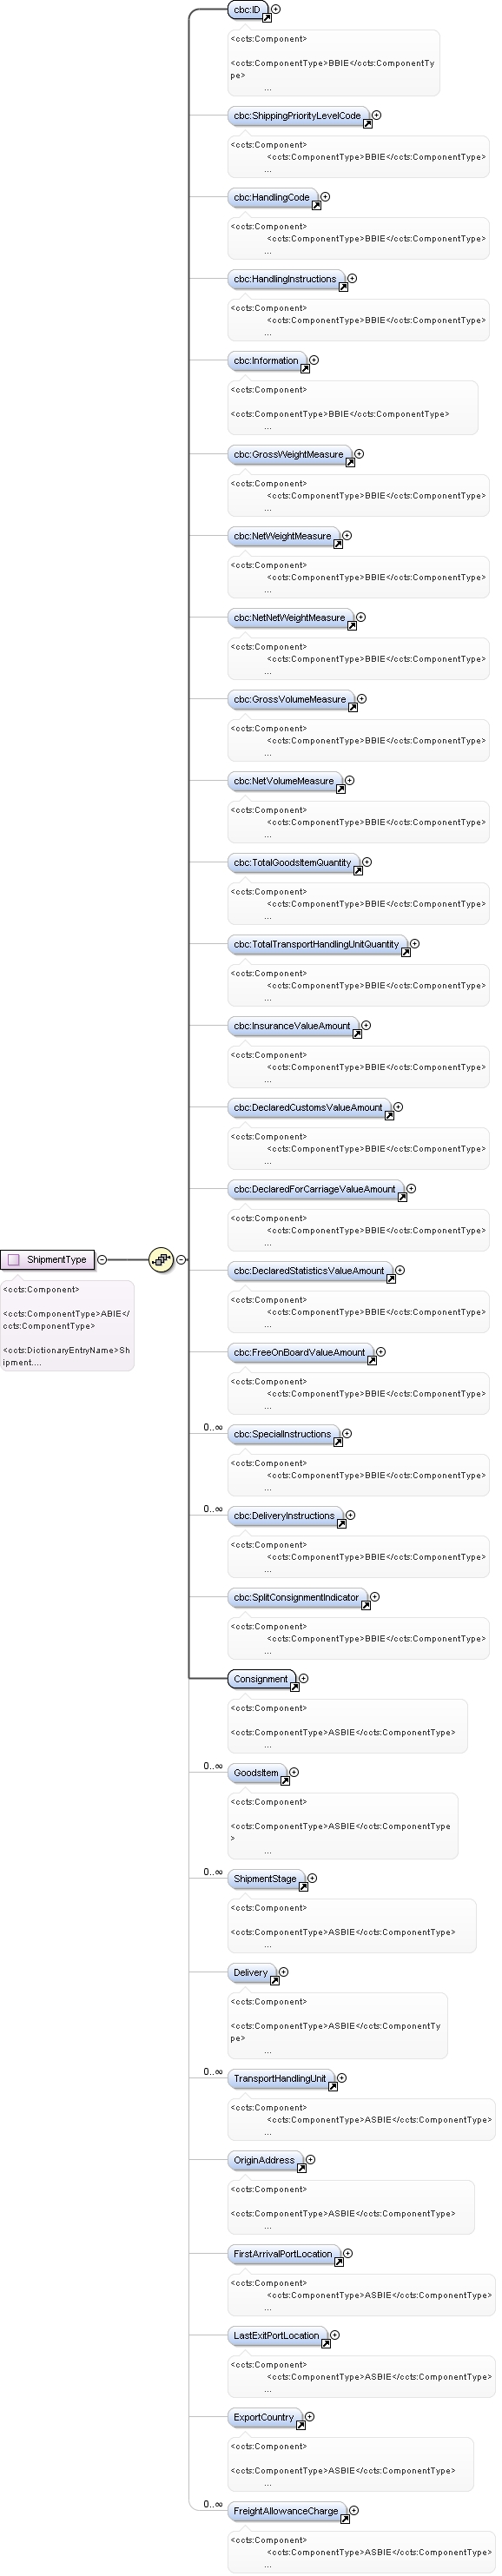 cbc:ID
<ccts:Component>
<ccts:ComponentType>BBIE</ccts:ComponentTy
pe>
...
cbc:ShippingPriorityLevelCode
<ccts:Component>
<ccts:ComponentType>BBIE</ccts:ComponentType>
...
cbc:HandlingCode
<ccts:Component>
<ccts:ComponentType>BBIE</ccts:ComponentType>
...
cbc:HandlingInstructions
<ccts:Component>
<ccts:ComponentType>BBIE</ccts:ComponentType>
...
cbc:Information
<ccts:Component>
<ccts:ComponentType>BBIE</ccts:ComponentType>
...
cbc:GrossWeightMeasure
<ccts:Component>
<ccts:ComponentType>BBIE</ccts:ComponentType>
...
cbc:NetWeightMeasure
<ccts:Component>
<ccts:ComponentType>BBIE</ccts:ComponentType>
...
cbc:NetNetWeightMeasure
<ccts:Component>
<ccts:ComponentType>BBIE</ccts:ComponentType>
...
cbc:GrossVolumeMeasure
<ccts:Component>
<ccts:ComponentType>BBIE</ccts:ComponentType>
...
cbc:NetVolumeMeasure
<ccts:Component>
<ccts:ComponentType>BBIE</ccts:ComponentType>
...
cbc:TotalGoodsItemQuantity
<ccts:Component>
<ccts:ComponentType>BBIE</ccts:ComponentType>
...
cbc:TotalTransportHandlingUnitQuantity
<ccts:Component>
<ccts:ComponentType>BBIE</ccts:ComponentType>
...
cbc:InsuranceValueAmount
<ccts:Component>
<ccts:ComponentType>BBIE</ccts:ComponentType>
...
cbc:DeclaredCustomsValueAmount
<ccts:Component>
<ccts:ComponentType>BBIE</ccts:ComponentType>
...
cbc:DeclaredForCarriageValueAmount
<ccts:Component>
<ccts:ComponentType>BBIE</ccts:ComponentType>
...
ShipmentType
<ccts:Component>
<ccts:ComponentType>ABIE</
ccts:ComponentType>
<ccts:DictionaryEntryName>Sh
ipment....
cbc:DeclaredStatisticsValueAmount
<ccts:Component>
<ccts:ComponentType>BBIE</ccts:ComponentType>
...
cbc:FreeOnBoardValueAmount
<ccts:Component>
<ccts:ComponentType>BBIE</ccts:ComponentType>
...
0..∞
cbc:SpecialInstructions
<ccts:Component>
<ccts:ComponentType>BBIE</ccts:ComponentType>
...
0..∞
cbc:DeliveryInstructions
<ccts:Component>
<ccts:ComponentType>BBIE</ccts:ComponentType>
...
cbc:SplitConsignmentIndicator
<ccts:Component>
<ccts:ComponentType>BBIE</ccts:ComponentType>
...
Consignment
<ccts:Component>
<ccts:ComponentType>ASBIE</ccts:ComponentType>
...
0..∞
GoodsItem
<ccts:Component>
<ccts:ComponentType>ASBIE</ccts:ComponentType
>
...
0..∞
ShipmentStage
<ccts:Component>
<ccts:ComponentType>ASBIE</ccts:ComponentType>
...
Delivery
<ccts:Component>
<ccts:ComponentType>ASBIE</ccts:ComponentTy
pe>
...
0..∞
TransportHandlingUnit
<ccts:Component>
<ccts:ComponentType>ASBIE</ccts:ComponentType>
...
OriginAddress
<ccts:Component>
<ccts:ComponentType>ASBIE</ccts:ComponentType>
...
FirstArrivalPortLocation
<ccts:Component>
<ccts:ComponentType>ASBIE</ccts:ComponentType>
...
LastExitPortLocation
<ccts:Component>
<ccts:ComponentType>ASBIE</ccts:ComponentType>
...
ExportCountry
<ccts:Component>
<ccts:ComponentType>ASBIE</ccts:ComponentType>
...
0..∞
FreightAllowanceCharge
<ccts:Component>
<ccts:ComponentType>ASBIE</ccts:ComponentType>
...